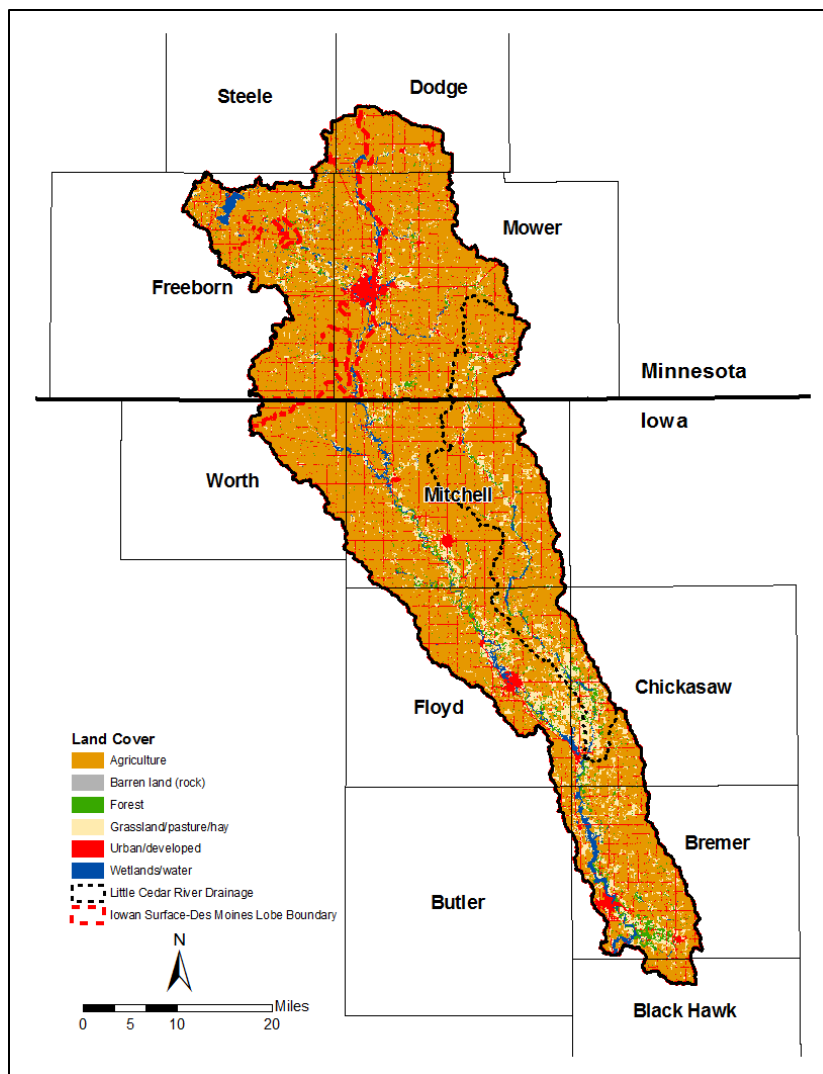 Steele
Dodge
Mower
Freeborn
Minnesota
Iowa
Worth
Mitchell
Chickasaw
Floyd
Land Cover
Agriculture
Barren land (rock)
Forest
Grassland/pasture/hay
Urban/developed
Wetlands/water
Little Cedar River Drainage
Iowan Surface-Des Moines Lobe Boundary
Bremer
Butler
N
Miles
0 5 10 20
Black Hawk